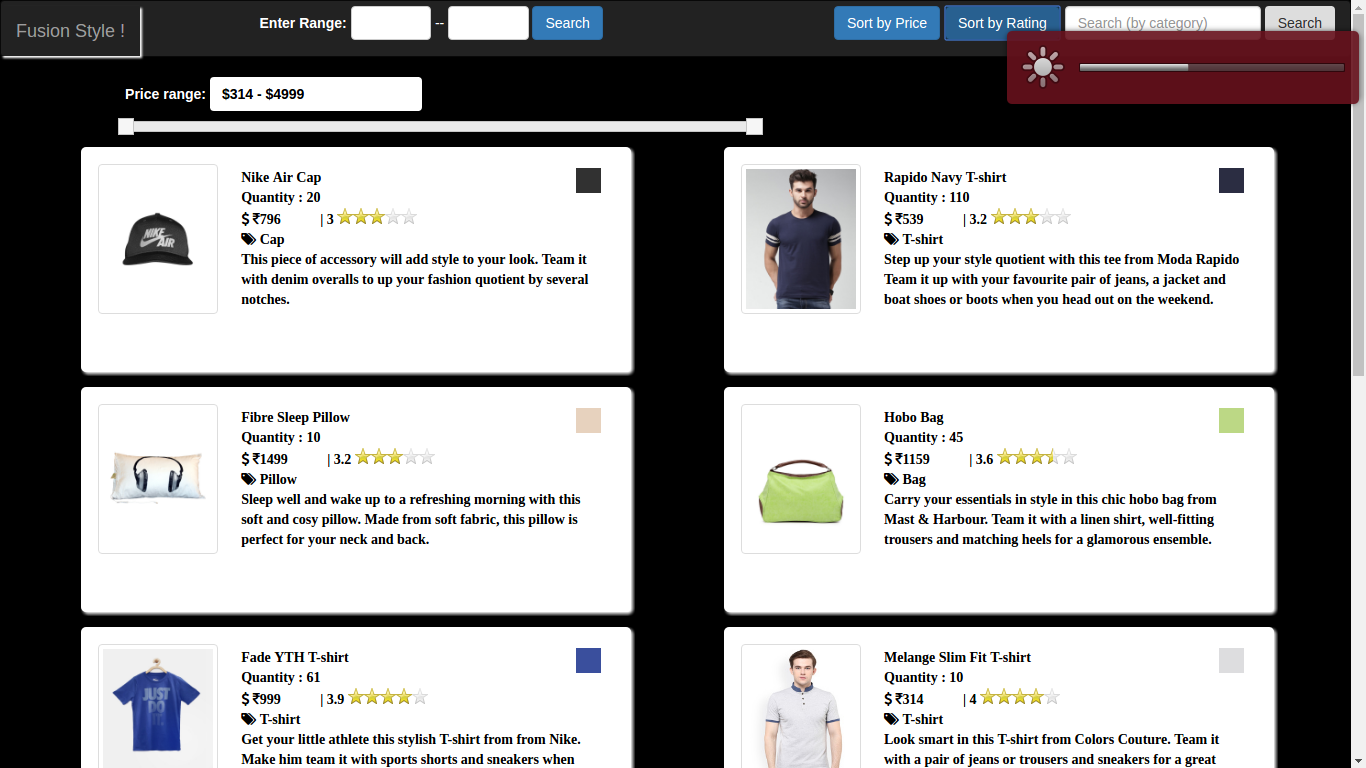 Fusion Style !
Enter Range: -- Search
Sort by Price Sort by Rating Search (by category) Search
Price range: $314 - $4999
Nike Air Cap
Quantity : 20
$ ₹796 | 3
Cap
This piece of accessory will add style to your look. Team it
with denim overalls to up your fashion quotient by several
notches.
NIKE
AIR
Rapido Navy T-shirt
Quantity : 110
$ ₹539 | 3.2
T-shirt
Step up your style quotient with this tee from Moda Rapido
Team it up with your favourite pair of jeans, a jacket and
boat shoes or boots when you head out on the weekend.
Fibre Sleep Pillow
Quantity : 10
$ ₹1499 | 3.2
Pillow
Sleep well and wake up to a refreshing morning with this
soft and cosy pillow. Made from soft fabric, this pillow is
perfect for your neck and back.
Hobo Bag
Quantity : 45
$ ₹1159 | 3.6
Bag
Carry your essentials in style in this chic hobo bag from
Mast & Harbour. Team it with a linen shirt, well-fitting
trousers and matching heels for a glamorous ensemble.
Fade YTH T-shirt
Quantity : 61
$ ₹999 | 3.9
T-shirt
Get your little athlete this stylish T-shirt from from Nike.
Make him team it with sports shorts and sneakers when
JUST
DO
IT
Melange Slim Fit T-shirt
Quantity : 10
$ ₹314 | 4
T-shirt
Look smart in this T-shirt from Colors Couture. Team it
with a pair of jeans or trousers and sneakers for a great